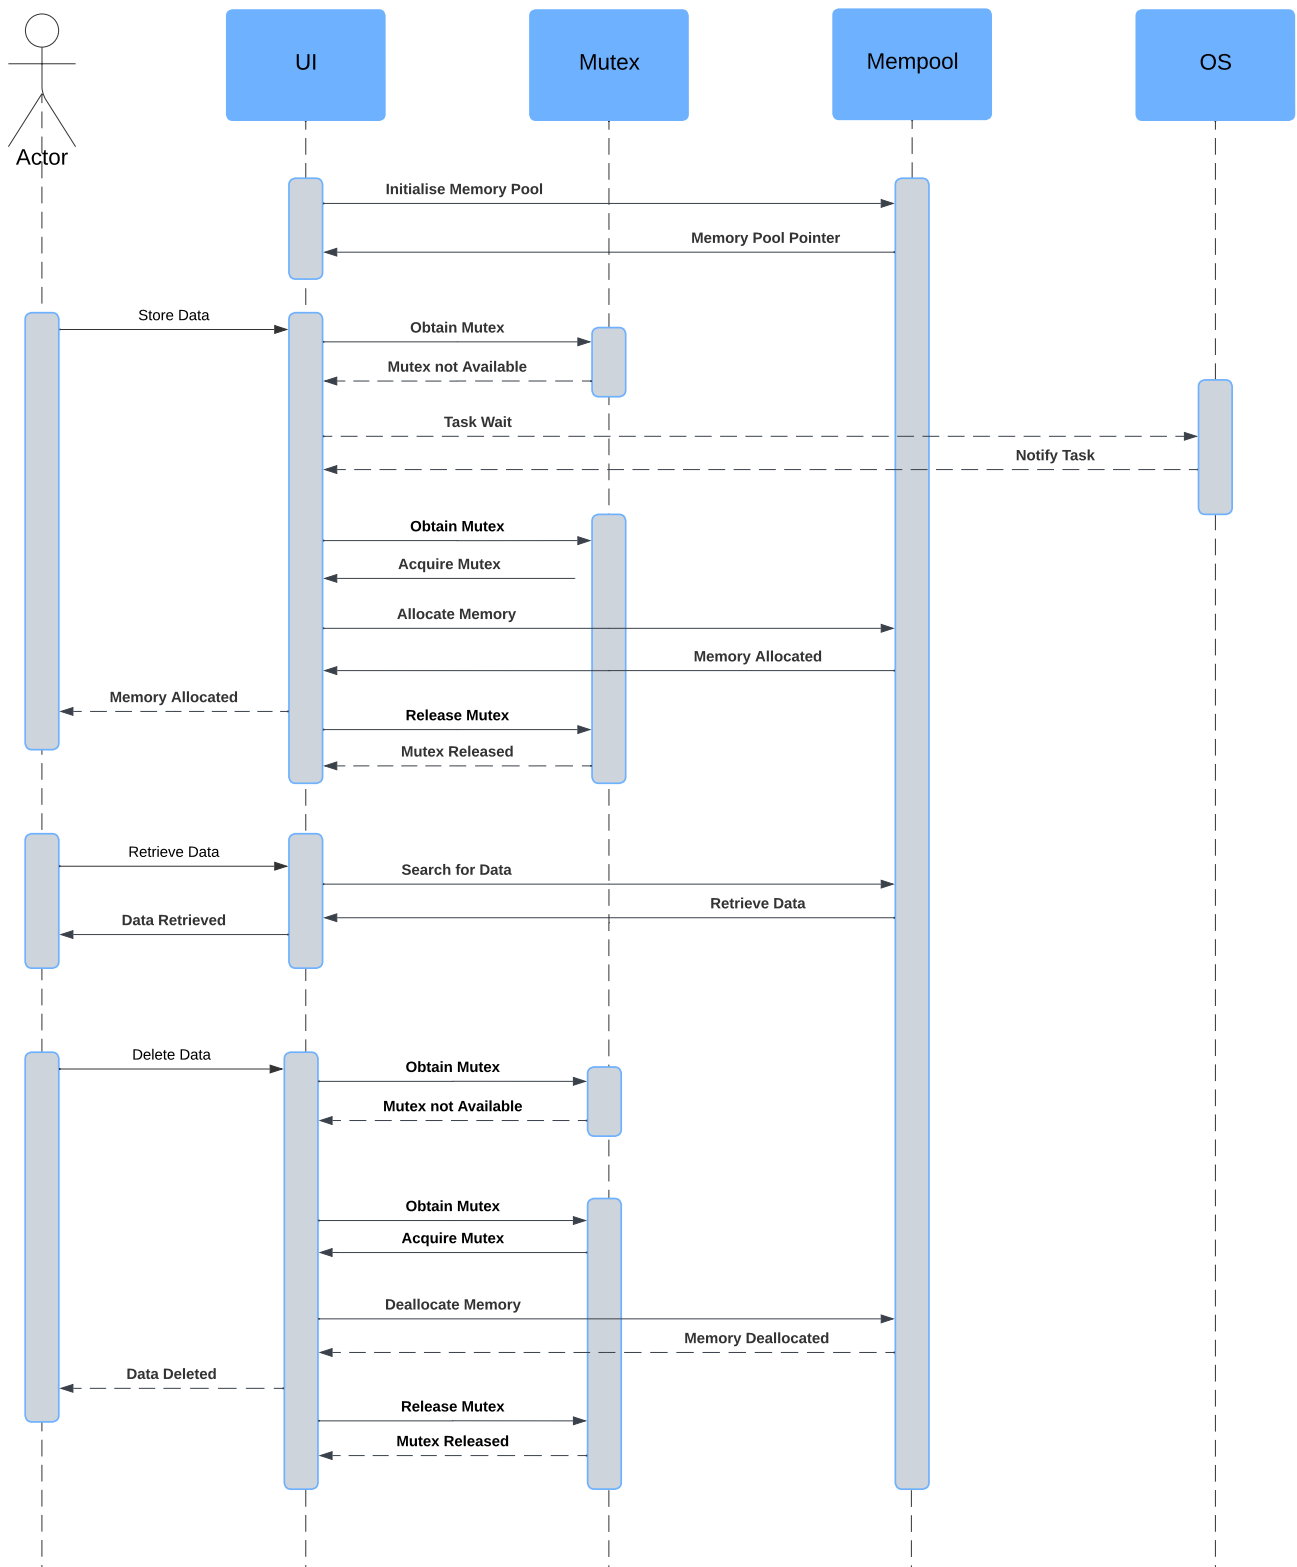 Actor
UI
Mutex
Mempool
OS
Initialise Memory Pool
Memory Pool Pointer
Store Data
Obtain Mutex
Mutex not Available
Task Wait
Notify Task
Obtain Mutex
Acquire Mutex
Allocate Memory
Memory Allocated
Memory Allocated
Release Mutex
Mutex Released
Retrieve Data
Search for Data
Retrieve Data
Data Retrieved
Delete Data
Obtain Mutex
Mutex not Available
Obtain Mutex
Acquire Mutex
Deallocate Memory
Memory Deallocated
Data Deleted
Release Mutex
Mutex Released